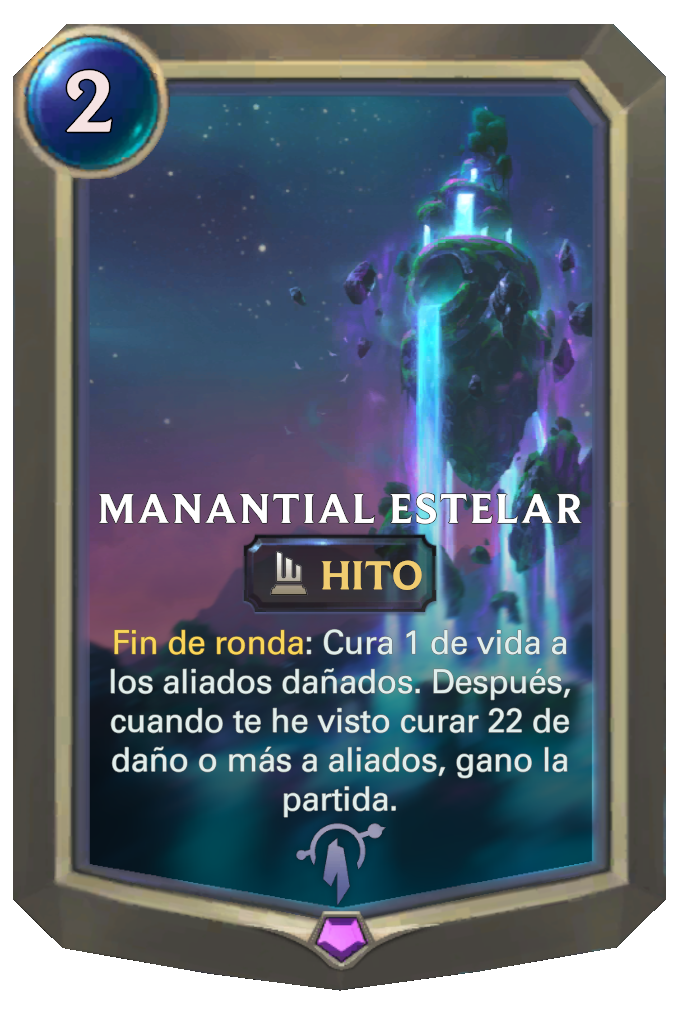 2
MANANTIAL ESTELAR
HITO
Fin de ronda: Cura 1 de vida a
los aliados dañados. Después,
cuando te he visto curar 22 de
daño o más a aliados, gano la
partida.